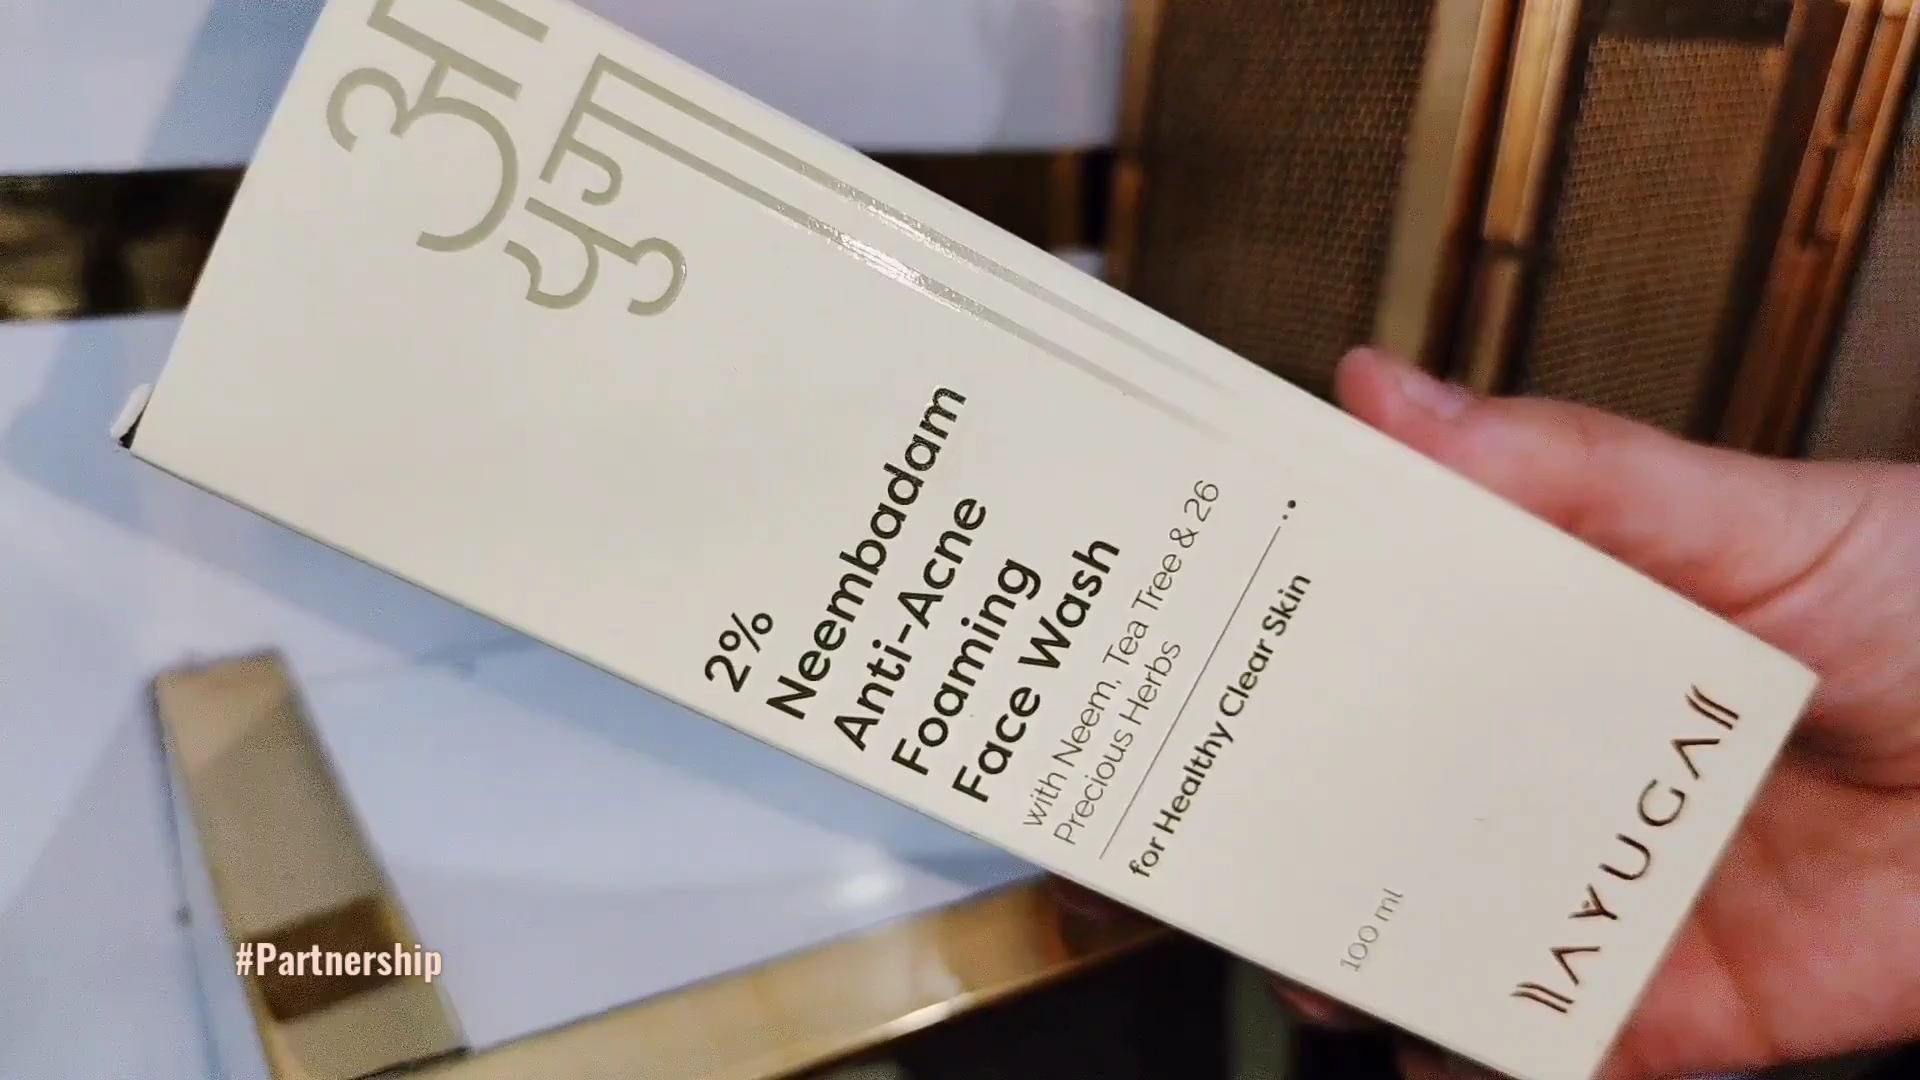 आ
युग
2%
Neembadam
Anti-Acne
Foaming
Face Wash
with Neem, Tea Tree & 26
Precious Herbs
for Healthy Clear Skin
100 ml
AYUGA
#Partnership